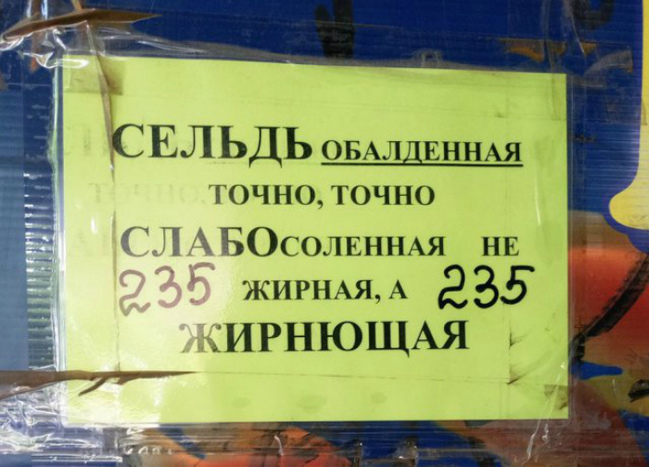 СЕЛЬДЬ ОБАЛДЕННАЯ
ТОЧНО, ТОЧНО
СЛАБОСОЛЕННАЯ НЕ
235 ЖИРНАЯ, А 235
ЖИРНЮЩАЯ